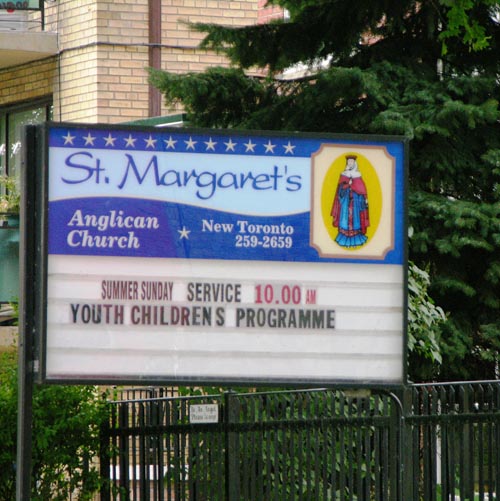 St. Margaret's
Anglican
Church
New Toronto
259-2659
SUMMER SUNDAY SERVICE 10.00 AM
YOUTH CHILDRENS PROGRAMME